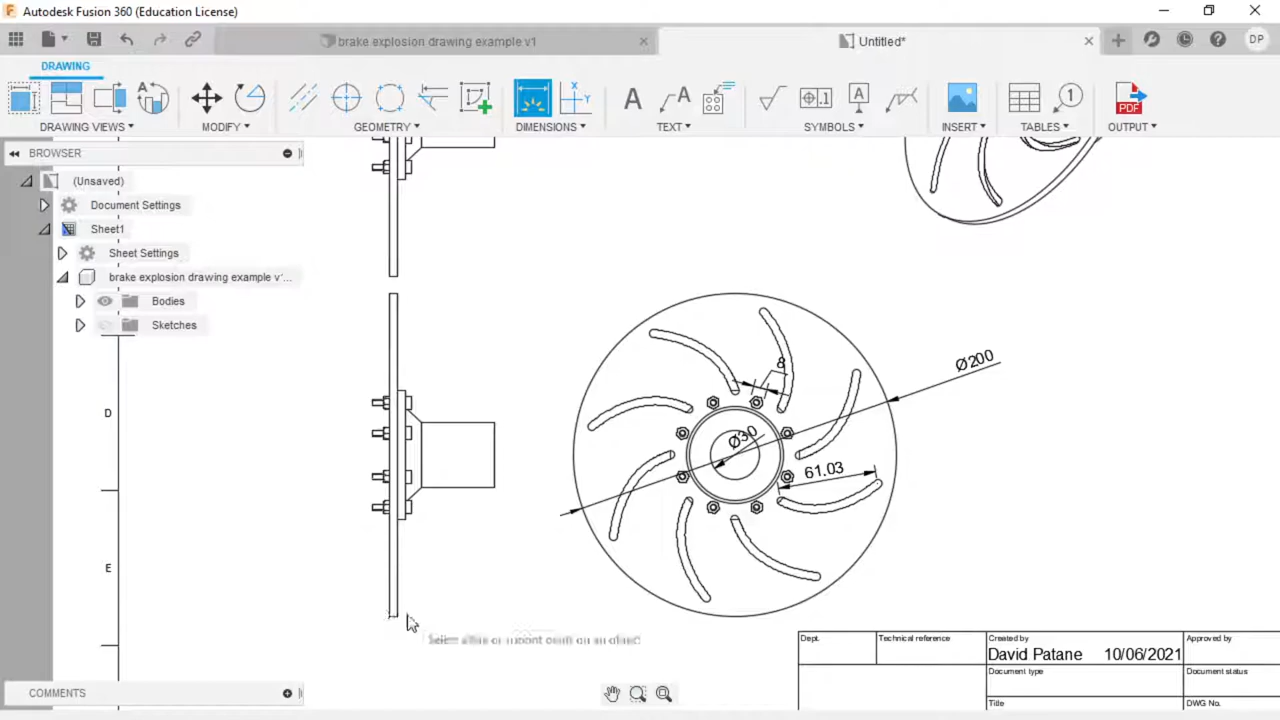 Autodesk Fusion 360 (Education License)
brake explosion drawing example v1
Untitled*
DP
DRAWING
DRAWING VIEWS
MODIFY
GEOMETRY
DIMENSIONS
TEXT
SYMBOLS
INSERT
TABLES
OUTPUT
PDF
BROWSER
(Unsaved)
Document Settings
Sheet1
Sheet Settings
brake explosion drawing example v'...
Bodies
Sketches
D
E
8
Ø200
Ø30
61.03
Dept.
Technical reference
Created by
Approved by
David Patane 10/06/2021
Document type
Document status
Title
DWG No.
COMMENTS